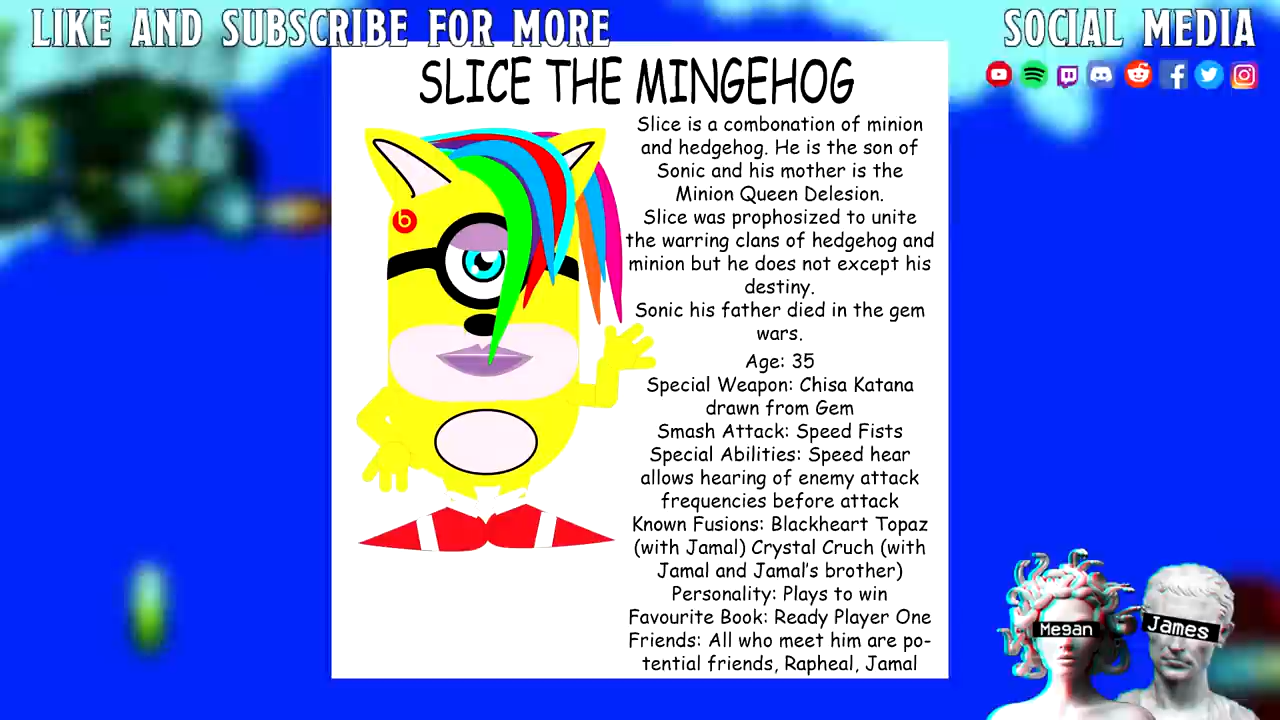 LIKE AND SUBSCRIBE FOR MORE
SOCIAL MEDIA
SLICE THE MINGEHOG
Slice is a combonation of minion
and hedgehog. He is the son of
Sonic and his mother is the
Minion Queen Delesion.
Slice was prophosized to unite
the warring clans of hedgehog and
minion but he does not except his
destiny.
Sonic his father died in the gem
wars.
Age: 35
Special Weapon: Chisa Katana
drawn from Gem
Smash Attack: Speed Fists
Special Abilities: Speed hear
allows hearing of enemy attack
frequencies before attack
Known Fusions: Blackheart Topaz
(with Jamal) Crystal Cruch (with
Jamal and Jamal's brother)
Personality: Plays to win
Favourite Book: Ready Player One
Friends: All who meet him are po-
tential friends, Rapheal, Jamal
b
Megan
James